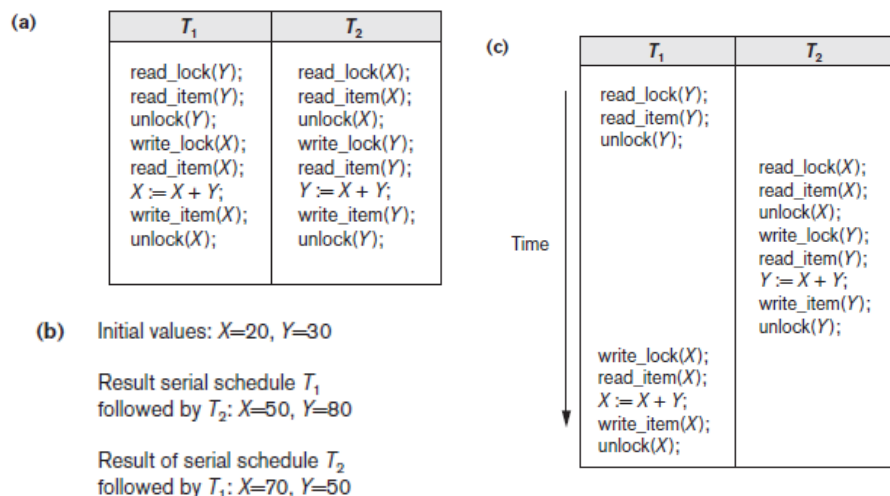 (a)
T₁ T₂
read_lock(Y); read_lock(X);
read_item(Y); read_item(X);
unlock(Y); unlock(X);
write_lock(X); write_lock(Y);
read_item(X); read_item(Y);
X := X + Y; Y := X + Y;
write_item(X); write_item(Y);
unlock(X); unlock(Y);
(b) Initial values: X=20, Y=30
Result serial schedule T₁
followed by T₂: X=50, Y=80
Result of serial schedule T₂
followed by T₁: X=70, Y=50
(c)
T₁ T₂
read_lock(Y);
read_item(Y);
unlock(Y);
read_lock(X);
read_item(X);
unlock(X);
write_lock(Y);
read_item(Y);
Y := X + Y;
write_item(Y);
unlock(Y);
Time
write_lock(X);
read_item(X);
X := X + Y;
write_item(X);
unlock(X);